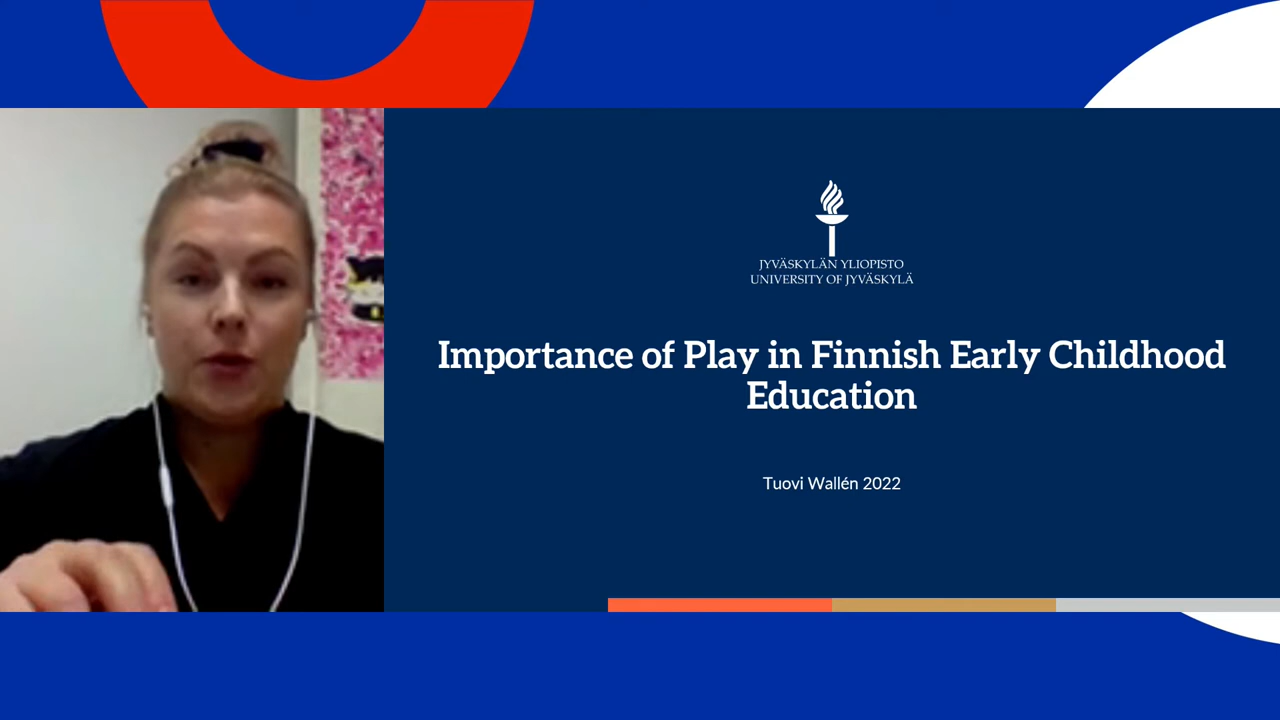 JYVÄSKYLÄN YLIOPISTO
UNIVERSITY OF JYVÄSKYLÄ
Importance of Play in Finnish Early Childhood
Education
Tuovi Wallén 2022